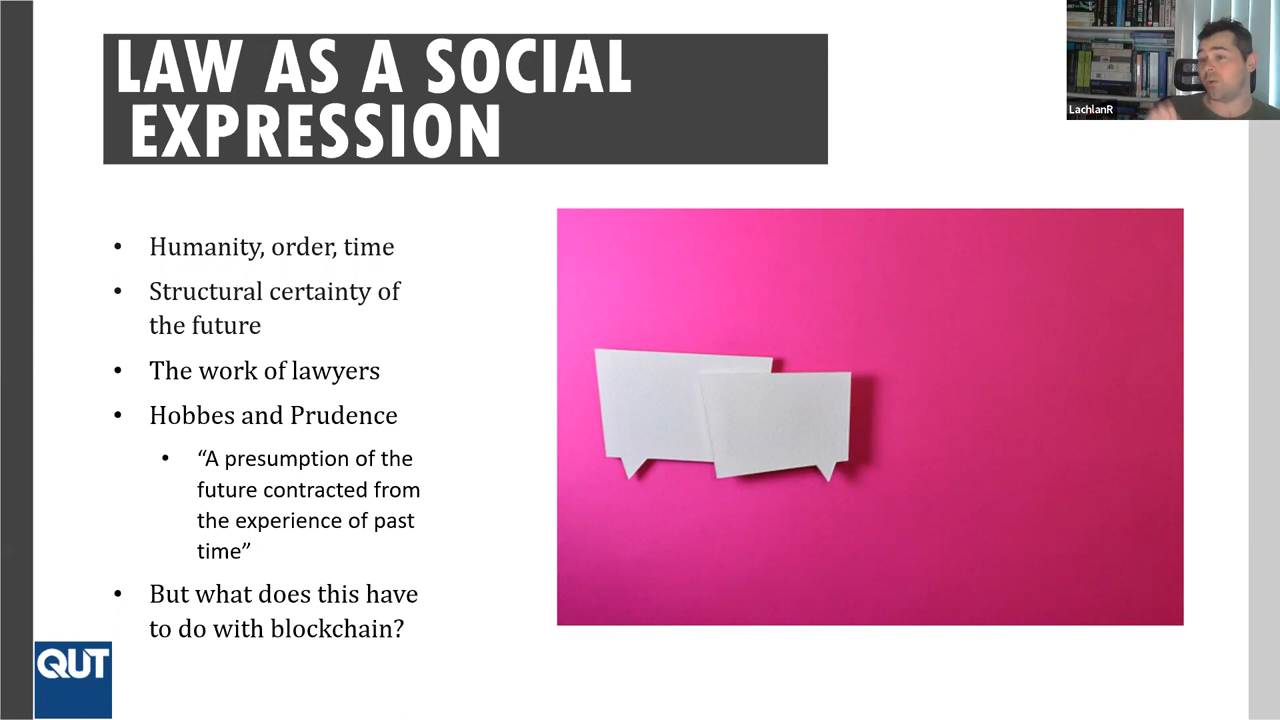 LAW AS A SOCIAL
EXPRESSION
LachlanR
• Humanity, order, time
• Structural certainty of
the future
• The work of lawyers
• Hobbes and Prudence
• “A presumption of the
future contracted from
the experience of past
time”
• But what does this have
to do with blockchain?
QUT